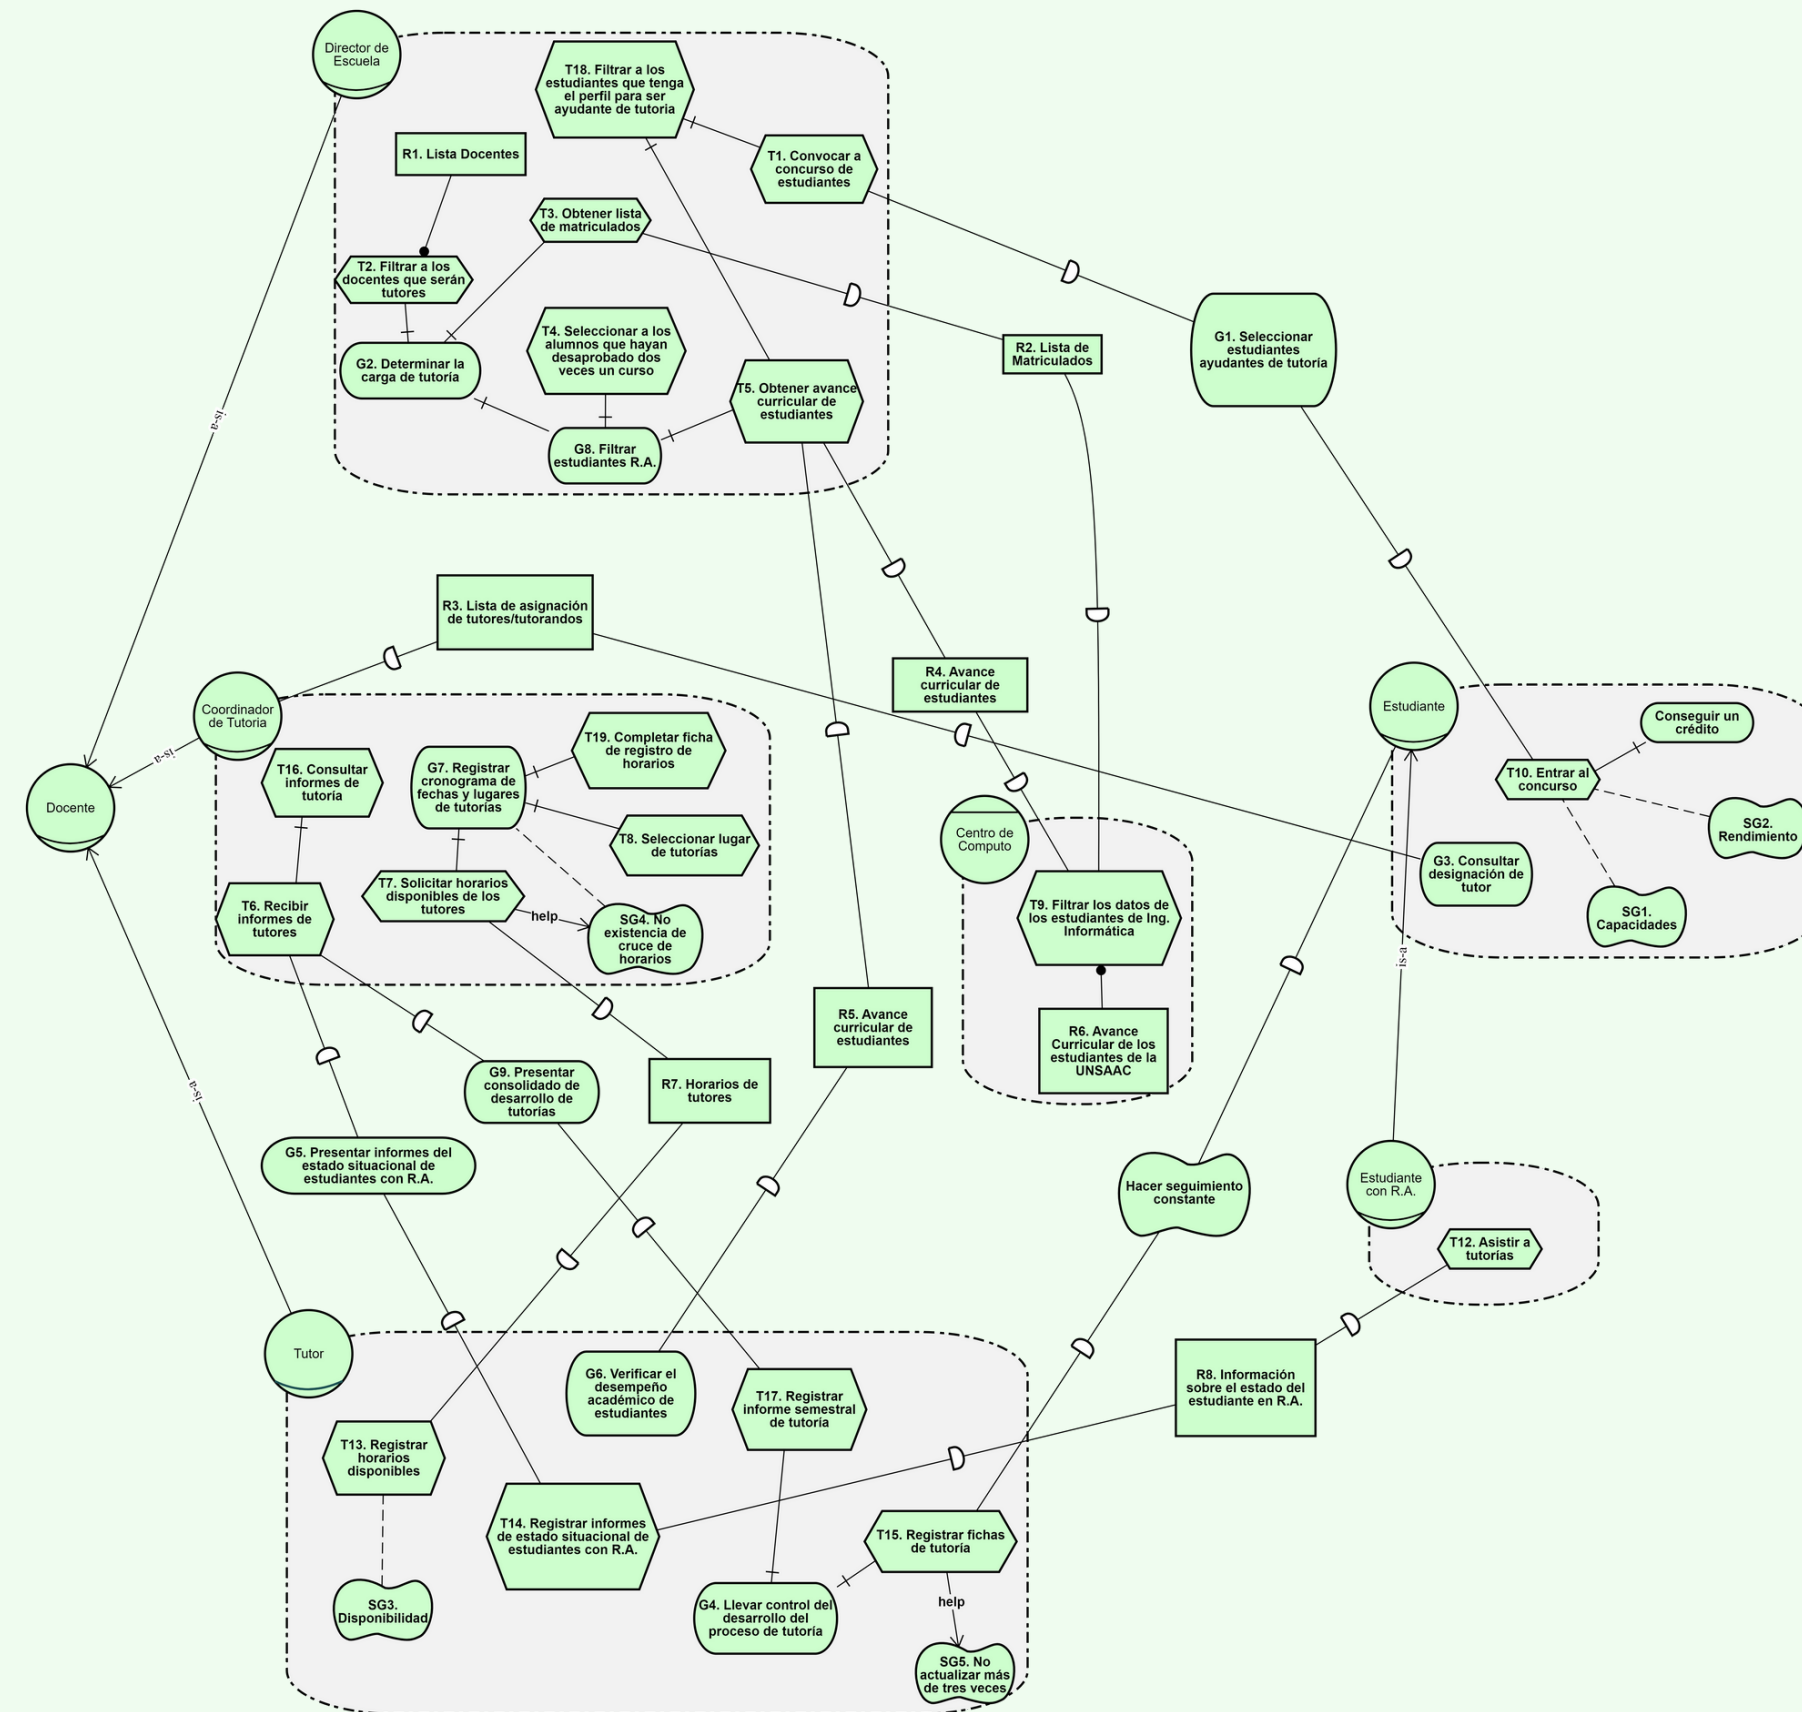 Director de
Escuela
T18. Filtrar a los
estudiantes que tenga
el perfil para ser
ayudante de tutoria
R1. Lista Docentes
T1. Convocar a
concurso de
estudiantes
T3. Obtener lista
de matriculados
T2. Filtrar a los
docentes que serán
tutores
T4. Seleccionar a los
alumnos que hayan
desaprobado dos
veces un curso
G2. Determinar la
carga de tutoría
T5. Obtener avance
curricular de
estudiantes
G8. Filtrar
estudiantes R.A.
R2. Lista de
Matriculados
G1. Seleccionar
estudiantes
ayudantes de tutoría
is-a
R3. Lista de asignación
de tutores/tutorandos
R4. Avance
curricular de
estudiantes
Coordinador
de Tutoria
is-a
Docente
T16. Consultar
informes de
tutoría
G7. Registrar
cronograma de
fechas y lugares
de tutorías
T19. Completar ficha
de registro de
horarios
T8. Seleccionar lugar
de tutorías
T7. Solicitar horarios
disponibles de los
tutores
help
SG4. No
existencia de
cruce de
horarios
T6. Recibir
informes de
tutores
Estudiante
Conseguir un
crédito
T10. Entrar al
concurso
SG2.
Rendimiento
G3. Consultar
designación de
tutor
SG1.
Capacidades
is-a
Centro de
Computo
T9. Filtrar los datos de
los estudiantes de Ing.
Informática
R6. Avance
Curricular de los
estudiantes de la
UNSAAC
R5. Avance
curricular de
estudiantes
G9. Presentar
consolidado de
desarrollo de
tutorías
R7. Horarios de
tutores
is-a
G5. Presentar informes del
estado situacional de
estudiantes con R.A.
Hacer seguimiento
constante
Estudiante
con R.A.
T12. Asistir a
tutorías
Tutor
G6. Verificar el
desempeño
académico de
estudiantes
T17. Registrar
informe semestral
de tutoría
R8. Información
sobre el estado del
estudiante en R.A.
T13. Registrar
horarios
disponibles
T14. Registrar informes
de estado situacional de
estudiantes con R.A.
T15. Registrar fichas
de tutoría
SG3.
Disponibilidad
G4. Llevar control del
desarrollo del
proceso de tutoría
help
SG5. No
actualizar más
de tres veces